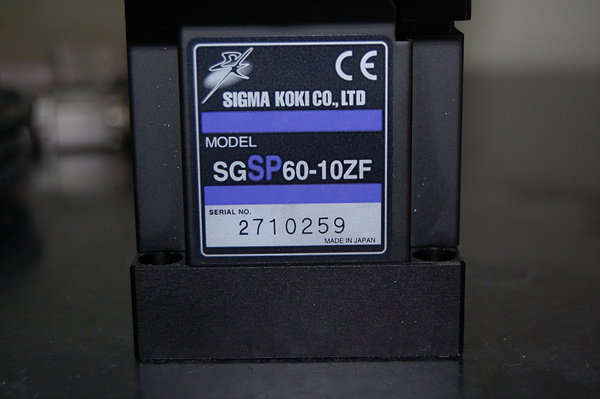 CE
SIGMA KOKI CO., LTD
MODEL
SGSP60-10ZF
SERIAL NO.
2710259
MADE IN JAPAN